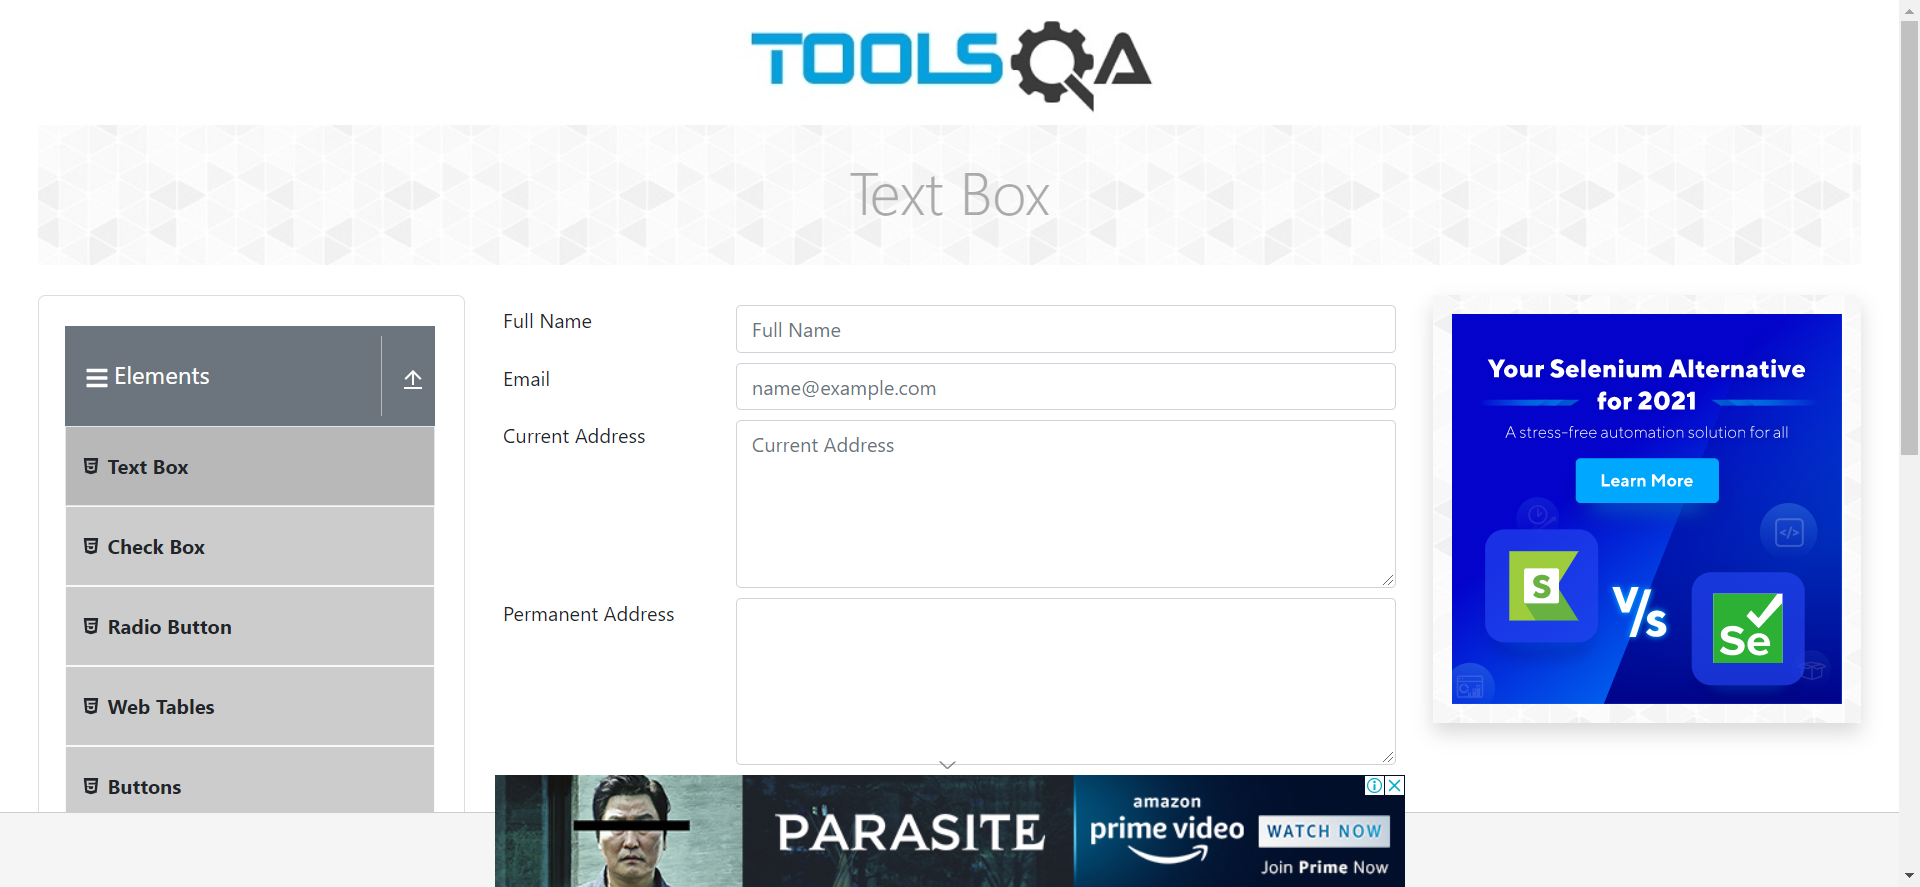 TOOLSQA
Text Box
Elements
Text Box
Check Box
Radio Button
Web Tables
Buttons
Full Name
Full Name
Email
name@example.com
Current Address
Current Address
Permanent Address
Your Selenium Alternative
for 2021
A stress-free automation solution for all
Learn More
S
V/s
Se
PARASITE
amazon
prime video
WATCH NOW
Join Prime Now